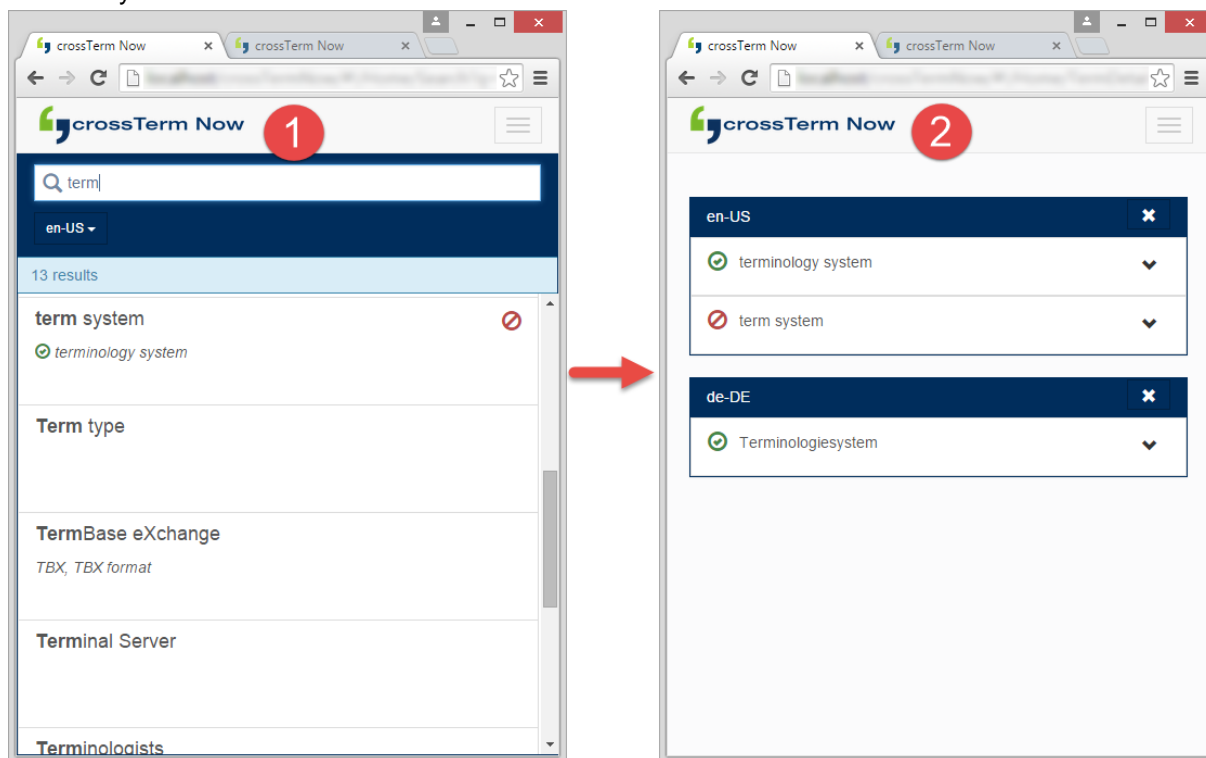 crossTerm Now
crossTerm Now
crossTerm Now
1
term
en-US
13 results
term system
terminology system
Term type
TermBase eXchange
TBX, TBX format
Terminal Server
Terminologists
crossTerm Now
crossTerm Now
crossTerm Now
2
en-US
terminology system
term system
de-DE
Terminologiesystem